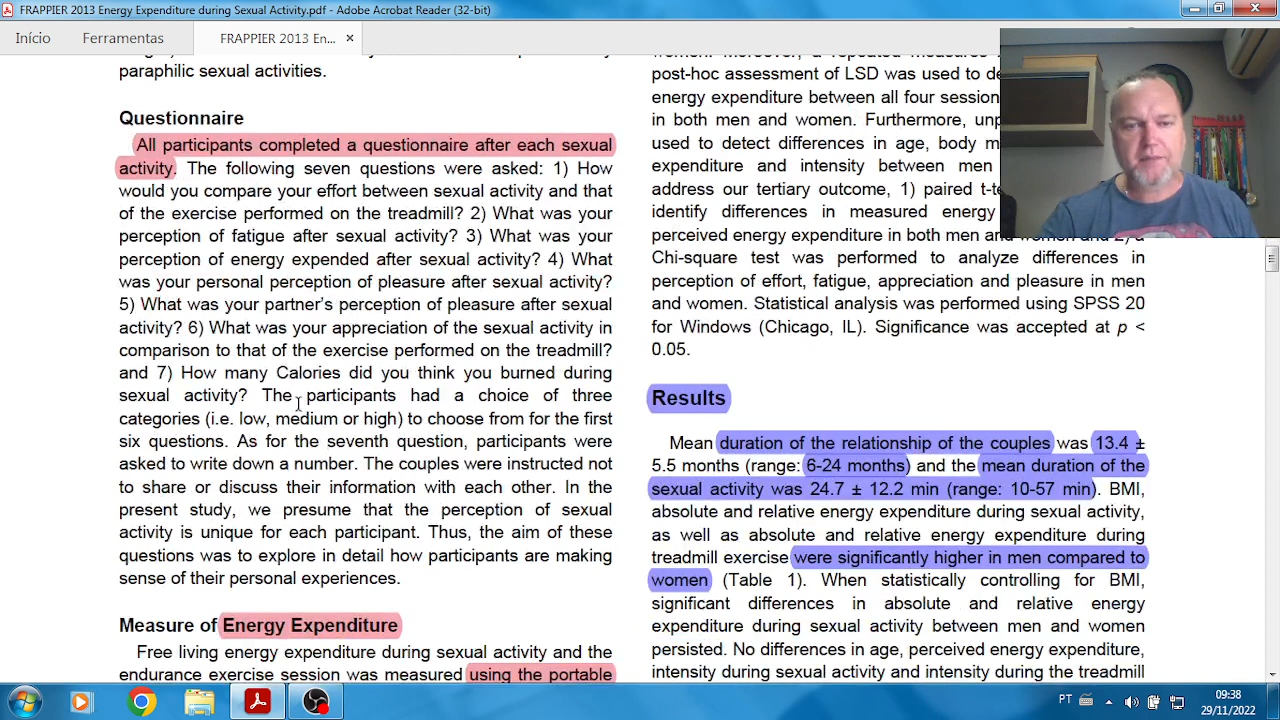 FRAPPIER 2013 Energy Expenditure during Sexual Activity.pdf - Adobe Acrobat Reader (32-bit)
Início
Ferramentas
FRAPPIER 2013 En...
paraphilic sexual activities.
Questionnaire
All participants completed a questionnaire after each sexual
activity. The following seven questions were asked: 1) How
would you compare your effort between sexual activity and that
of the exercise performed on the treadmill? 2) What was your
perception of fatigue after sexual activity? 3) What was your
perception of energy expended after sexual activity? 4) What
was your personal perception of pleasure after sexual activity?
5) What was your partner's perception of pleasure after sexual
activity? 6) What was your appreciation of the sexual activity in
comparison to that of the exercise performed on the treadmill?
and 7) How many Calories did you think you burned during
sexual activity? The participants had a choice of three
categories (i.e. low, medium or high) to choose from for the first
six questions. As for the seventh question, participants were
asked to write down a number. The couples were instructed not
to share or discuss their information with each other. In the
present study, we presume that the perception of sexual
activity is unique for each participant. Thus, the aim of these
questions was to explore in detail how participants are making
sense of their personal experiences.
Measure of Energy Expenditure
Free living energy expenditure during sexual activity and the
endurance exercise session was measured using the portable
post-hoc assessment of LSD was used to de
energy expenditure between all four session
in both men and women. Furthermore, unp
used to detect differences in age, body m
expenditure and intensity between men
address our tertiary outcome, 1) paired t-te
identify differences in measured energy
perceived energy expenditure in both men and women and 2) a
Chi-square test was performed to analyze differences in
perception of effort, fatigue, appreciation and pleasure in men
and women. Statistical analysis was performed using SPSS 20
for Windows (Chicago, IL). Significance was accepted at p <
0.05.
Results
Mean duration of the relationship of the couples was 13.4 ±
5.5 months (range: 6-24 months) and the mean duration of the
sexual activity was 24.7 ± 12.2 min (range: 10-57 min). BMI,
absolute and relative energy expenditure during sexual activity,
as well as absolute and relative energy expenditure during
treadmill exercise were significantly higher in men compared to
women (Table 1). When statistically controlling for BMI,
significant differences in absolute and relative energy
expenditure during sexual activity between men and women
persisted. No differences in age, perceived energy expenditure,
intensity during sexual activity and intensity during the treadmill
PT
09:38
29/11/2022